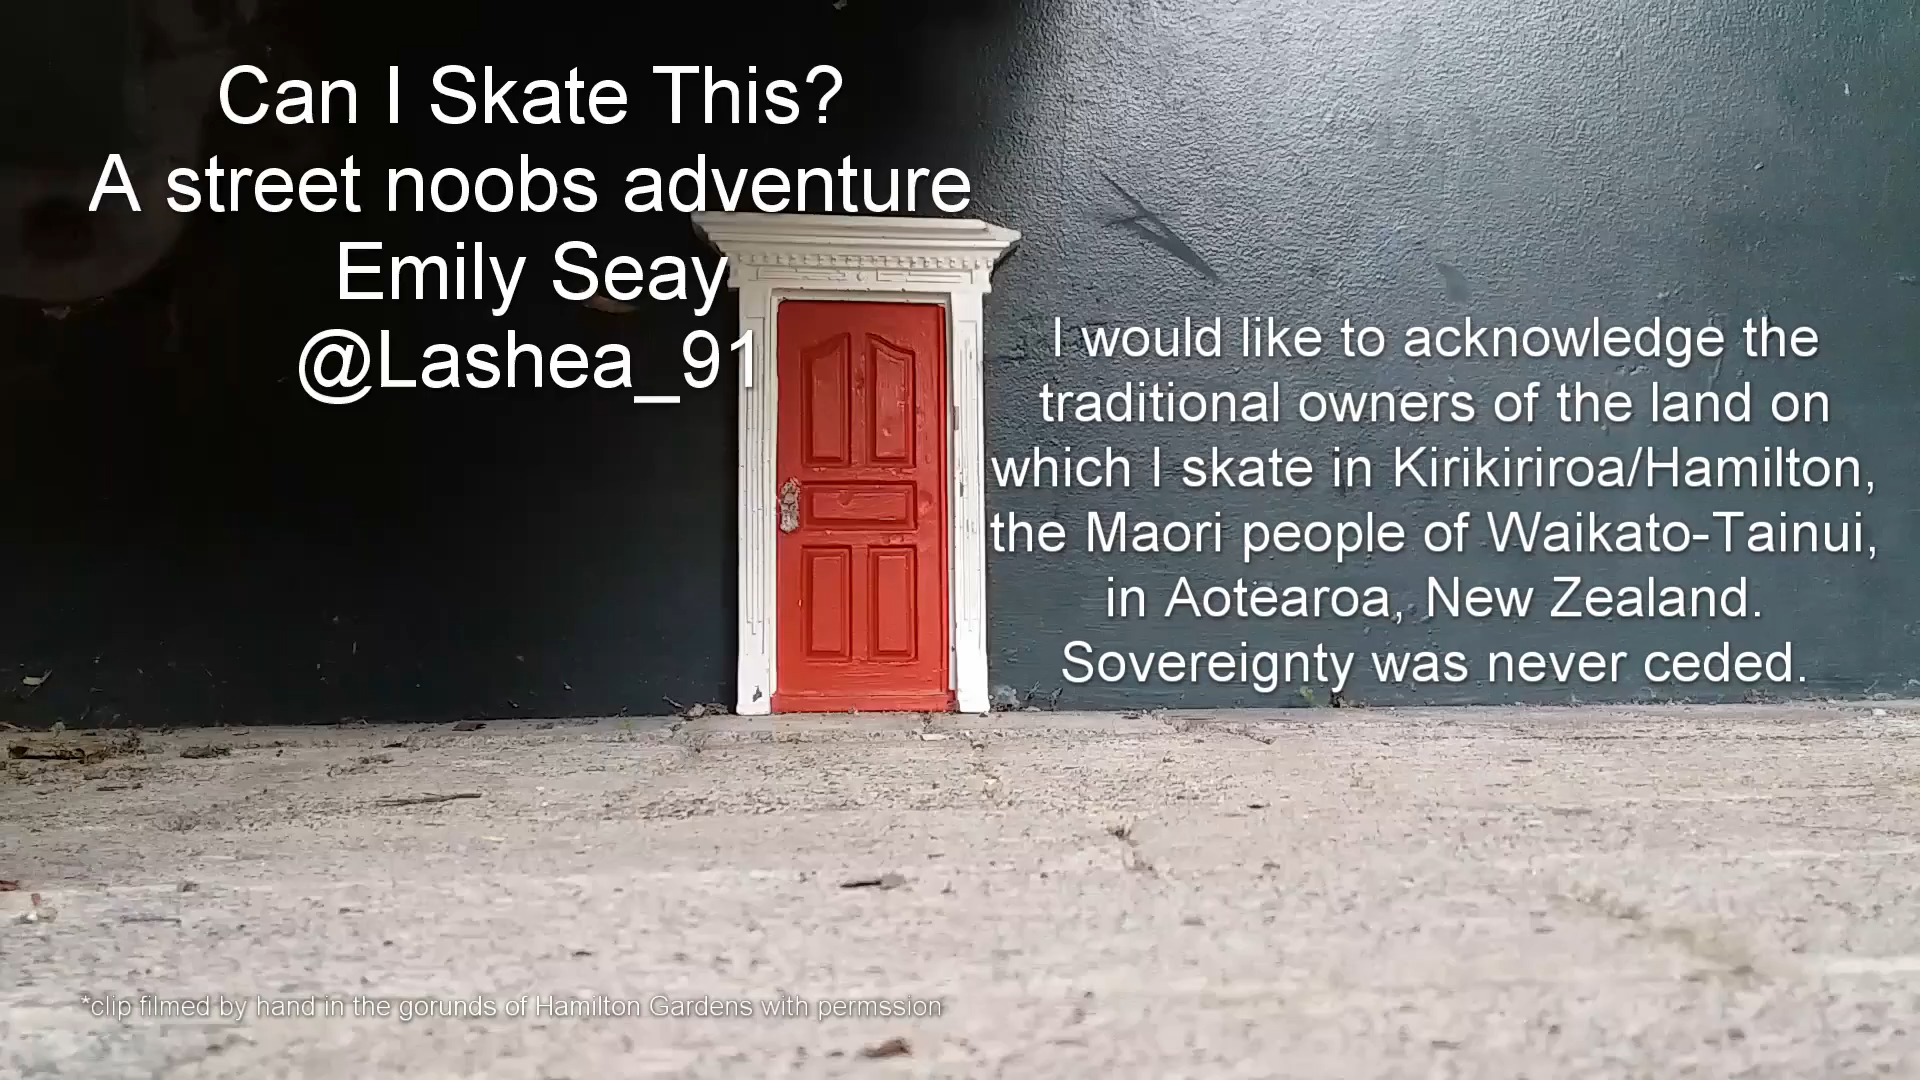 Can I Skate This?
A street noobs adventure
Emily Seay
@Lashea_91
I would like to acknowledge the
traditional owners of the land on
which I skate in Kirikiriroa/Hamilton,
the Maori people of Waikato-Tainui,
in Aotearoa, New Zealand.
Sovereignty was never ceded.
*clip filmed by hand in the gorunds of Hamilton Gardens with permssion